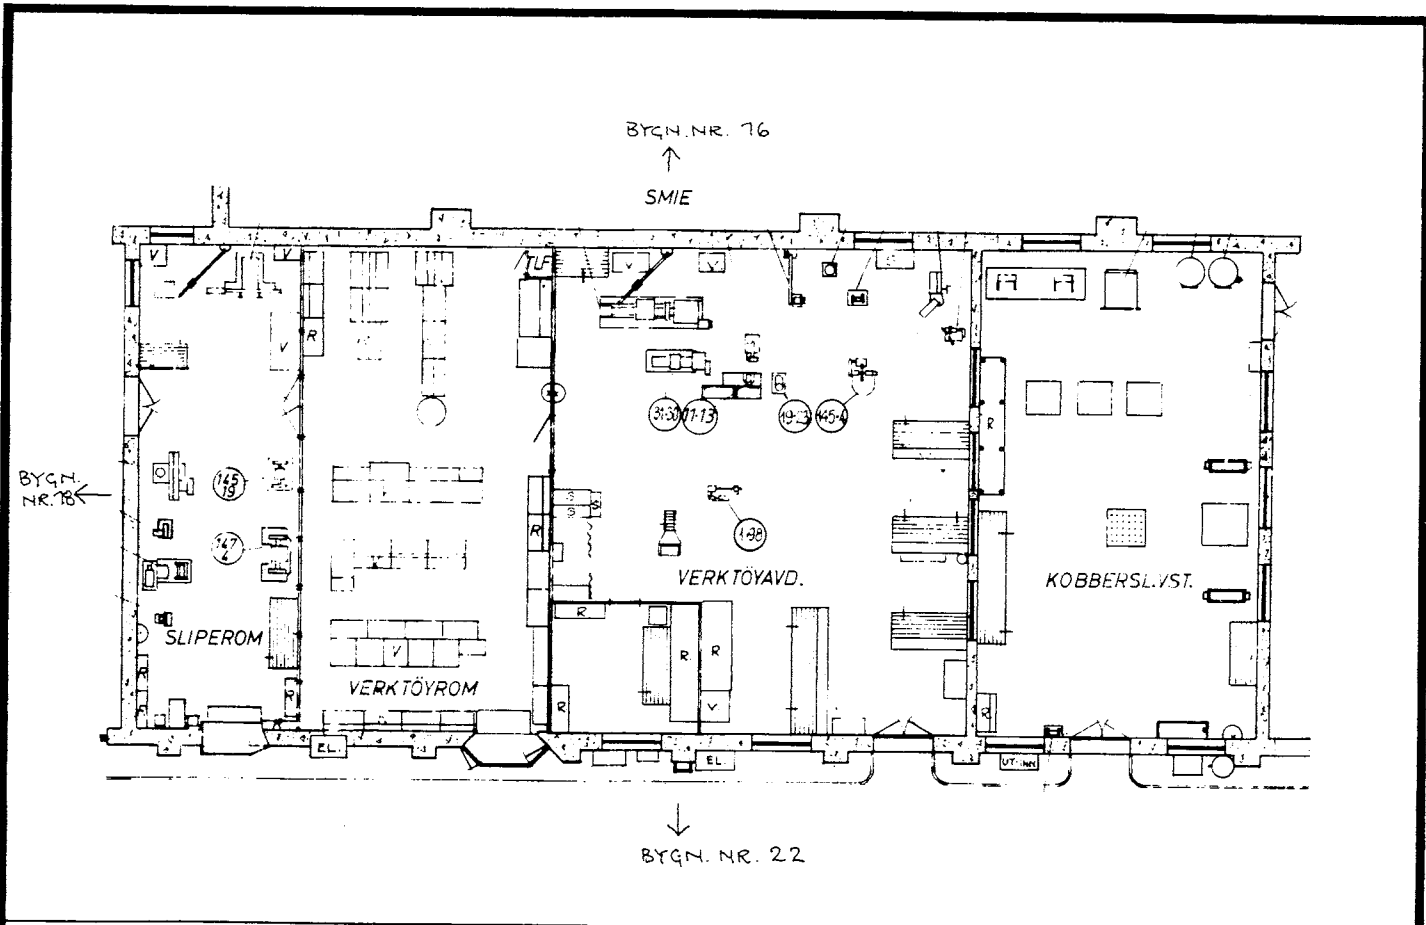 BYGN. NR. 76
SMIE
V
V
TLF
V
V
R
V
31-30
11-13
19-23
145-4
R
BYGN.
NR. 78
145
19
S
S
R
1-98
147
4
VERKTÖYAVD.
KOBBERSL.VST.
R
SLIPEROM
V
R
R
R
VERKTÖYROM
R
R
V
R
EL.
EL.
UT-INN
BYGN. NR. 22